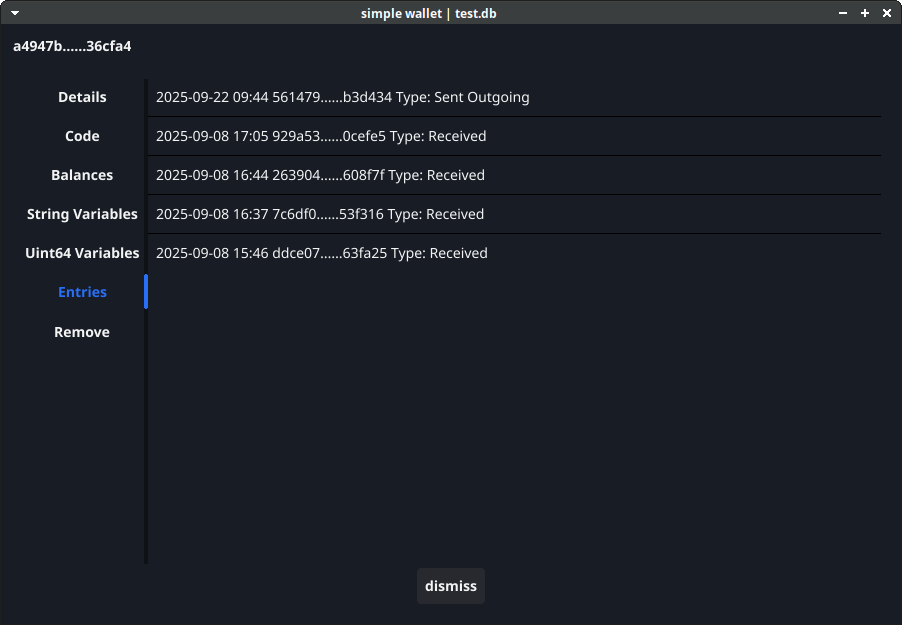 simple wallet | test.db
a4947b......36cfa4
Details
Code
Balances
String Variables
Uint64 Variables
Entries
Remove
2025-09-22 09:44 561479......b3d434 Type: Sent Outgoing
2025-09-08 17:05 929a53......0cefe5 Type: Received
2025-09-08 16:44 263904......608f7f Type: Received
2025-09-08 16:37 7c6df0......53f316 Type: Received
2025-09-08 15:46 ddce07......63fa25 Type: Received
dismiss